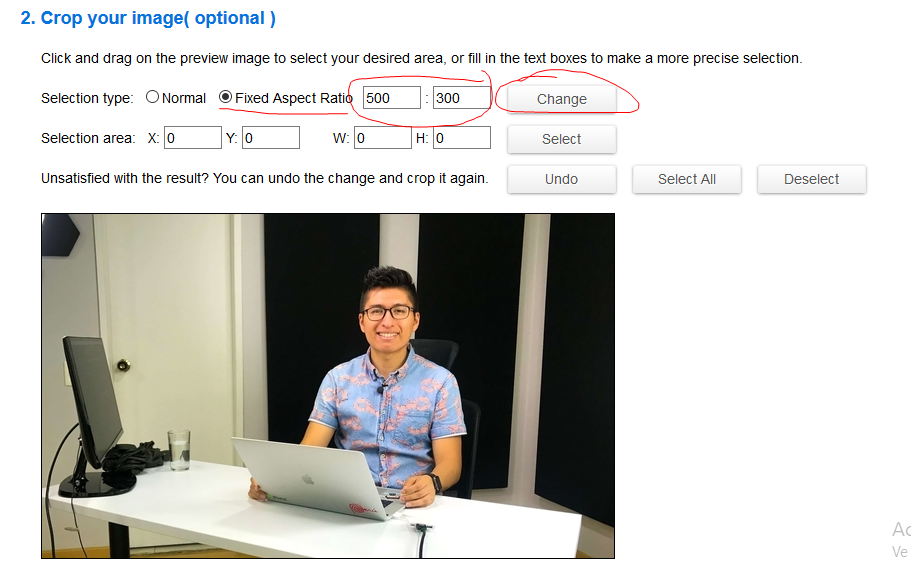 2. Crop your image( optional )
Click and drag on the preview image to select your desired area, or fill in the text boxes to make a more precise selection.
Selection type: Normal Fixed Aspect Ratio 500 : 300 Change
Selection area: X: 0 Y: 0 W: 0 H: 0 Select
Unsatisfied with the result? You can undo the change and crop it again. Undo Select All Deselect